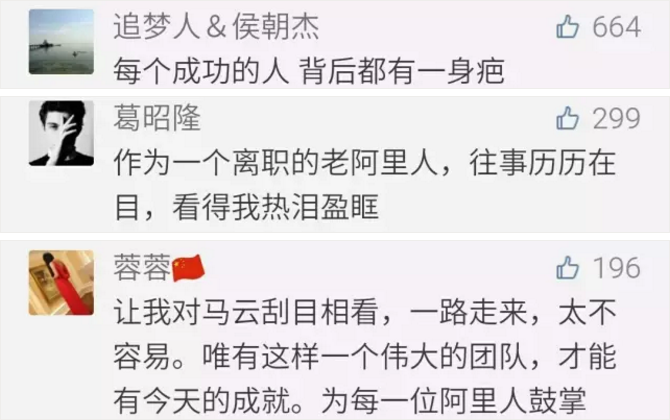 追梦人&侯朝杰 664
每个成功的人 背后都有一身疤
葛昭隆 299
作为一个离职的老阿里人，往事历历在
目，看得我热泪盈眶
蓉蓉🇨🇳 196
让我对马云刮目相看，一路走来，太不
容易。唯有这样一个伟大的团队，才能
有今天的成就。为每一位阿里人鼓掌